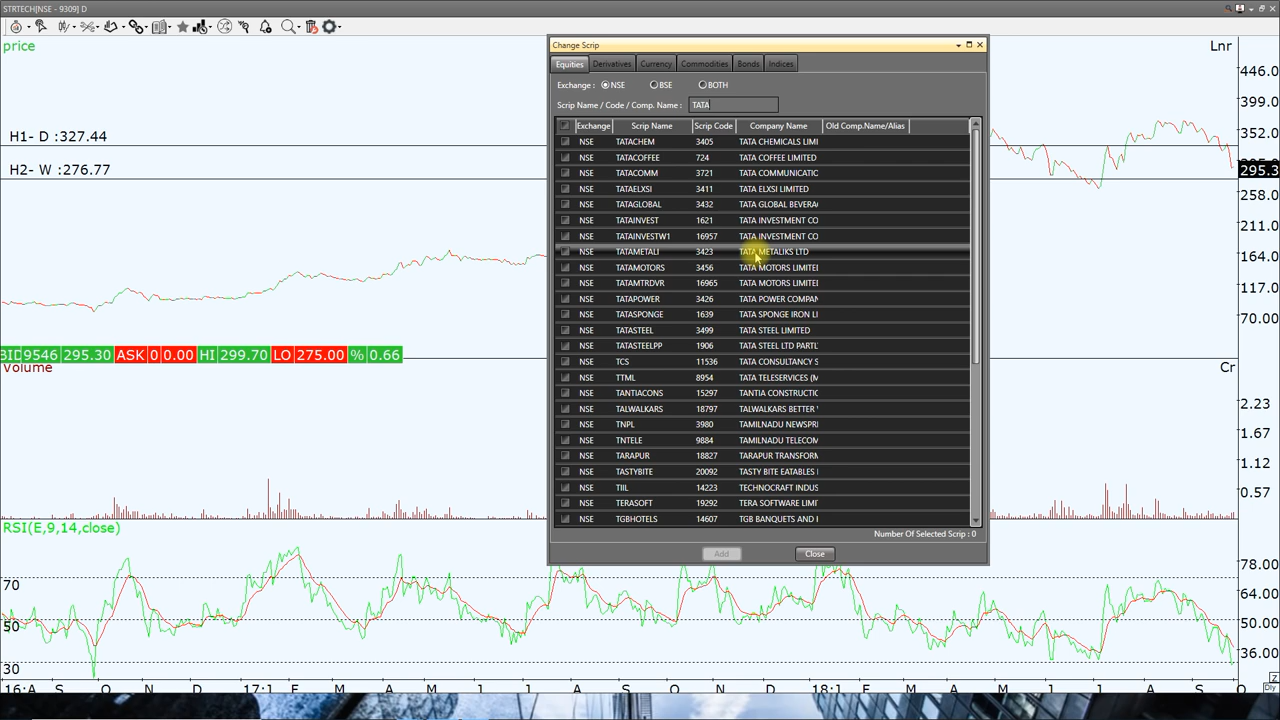 STRTECH[NSE - 9309] D
price
Lnr
H1- D :327.44
H2- W :276.77
446.0
399.0
352.0
295.3
258.0
211.0
164.0
117.0
70.00
BID 9546 295.30 ASK 0 0.00 HI 299.70 LO 275.00 % 0.66
Volume
Cr
2.23
1.67
1.12
0.57
RSI(E,9,14,close)
70
50
30
78.00
64.00
50.00
36.00
16:A S O N D 17:1 F M A M J J A S O N D 18:1 F M A M J J A S O
Dly
Change Scrip
Equities Derivatives Currency Commodities Bonds Indices
Exchange : NSE BSE BOTH
Scrip Name / Code / Comp. Name : TATA
Exchange Scrip Name Scrip Code Company Name Old Comp.Name/Alias
NSE TATACHEM 3405 TATA CHEMICALS LIMI
NSE TATACOFFEE 724 TATA COFFEE LIMITED
NSE TATACOMM 3721 TATA COMMUNICATIO
NSE TATAELXSI 3411 TATA ELXSI LIMITED
NSE TATAGLOBAL 3432 TATA GLOBAL BEVERA
NSE TATAINVEST 1621 TATA INVESTMENT CO
NSE TATAINVESTW1 16957 TATA INVESTMENT CO
NSE TATAMETALI 3423 TATA METALIKS LTD
NSE TATAMOTORS 3456 TATA MOTORS LIMITEI
NSE TATAMTRDVR 16965 TATA MOTORS LIMITEI
NSE TATAPOWER 3426 TATA POWER COMPAN
NSE TATASPONGE 1639 TATA SPONGE IRON LI
NSE TATASTEEL 3499 TATA STEEL LIMITED
NSE TATASTEELPP 1906 TATA STEEL LTD PARTL
NSE TCS 11536 TATA CONSULTANCY S
NSE TTML 8954 TATA TELESERVICES (M
NSE TANTIACONS 15297 TANTIA CONSTRUCTIC
NSE TALWALKARS 18797 TALWALKARS BETTER
NSE TNPL 3980 TAMILNADU NEWSPRI
NSE TNTELE 9884 TAMILNADU TELECOM
NSE TARAPUR 18827 TARAPUR TRANSFORM
NSE TASTYBITE 20092 TASTY BITE EATABLES
NSE TIIL 14223 TECHNOCRAFT INDUS
NSE TERASOFT 19292 TERA SOFTWARE LIMI
NSE TGBHOTELS 14607 TGB BANQUETS AND
Number Of Selected Scrip : 0
Add Close